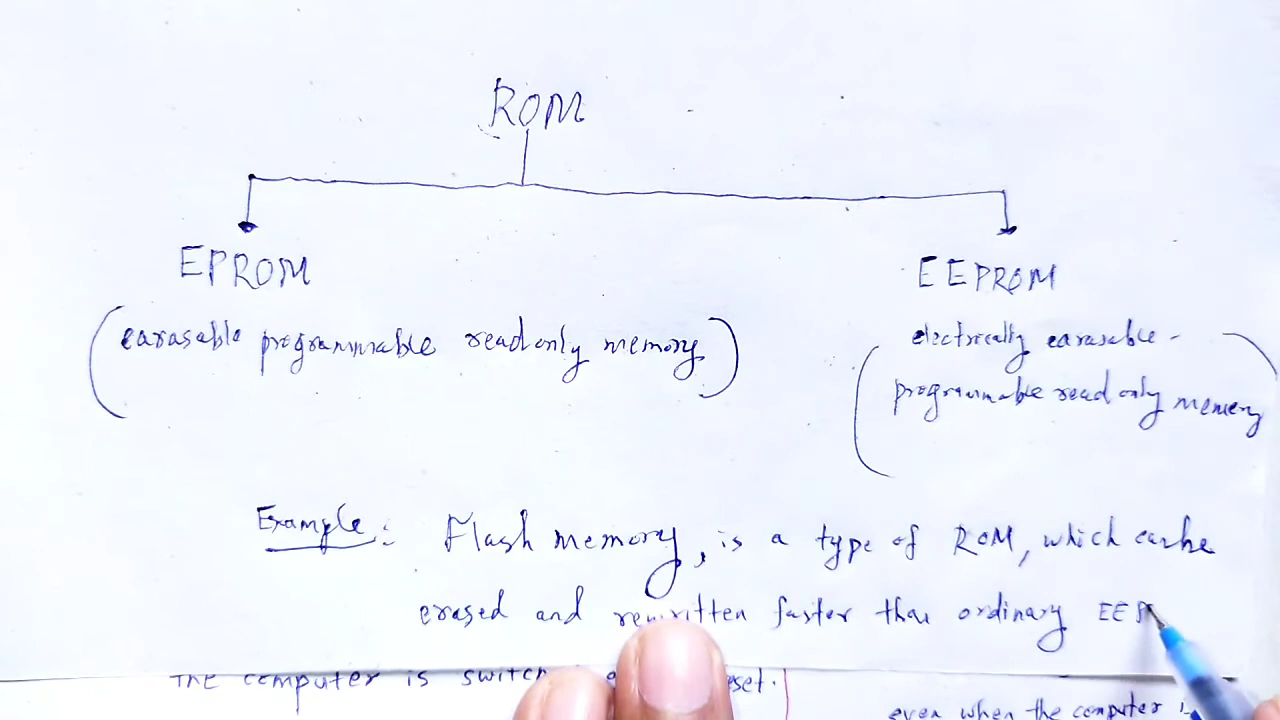 ROM
EPROM
EEPROM
(earasable programmable read only memory)
(electrically earasable -
programmable read only memory)
Example: Flash memory, is a type of ROM, which can be
erased and rewritten faster than ordinary EEP
The computer is switch eset.
even when the computer